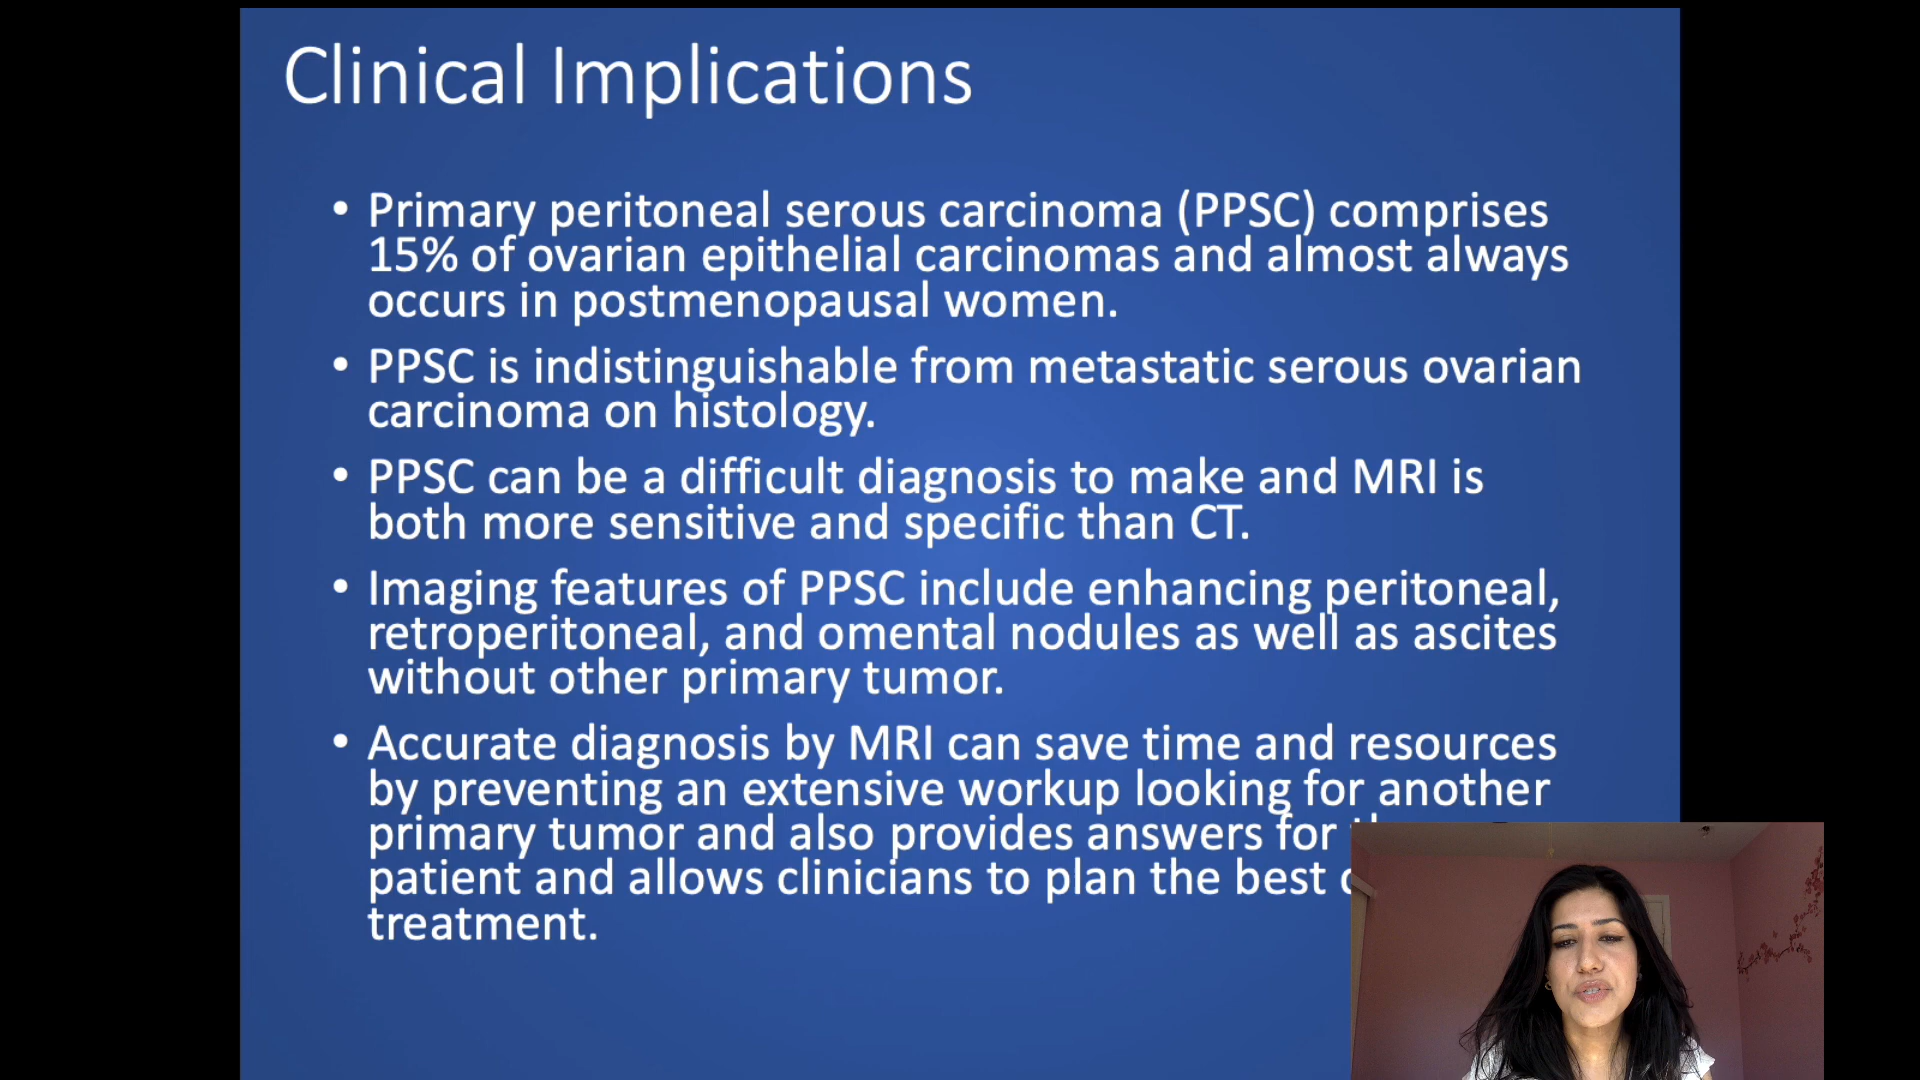 Clinical Implications
• Primary peritoneal serous carcinoma (PPSC) comprises
15% of ovarian epithelial carcinomas and almost always
occurs in postmenopausal women.
• PPSC is indistinguishable from metastatic serous ovarian
carcinoma on histology.
• PPSC can be a difficult diagnosis to make and MRI is
both more sensitive and specific than CT.
• Imaging features of PPSC include enhancing peritoneal,
retroperitoneal, and omental nodules as well as ascites
without other primary tumor.
• Accurate diagnosis by MRI can save time and resources
by preventing an extensive workup looking for another
primary tumor and also provides answers for
patient and allows clinicians to plan the best
treatment.